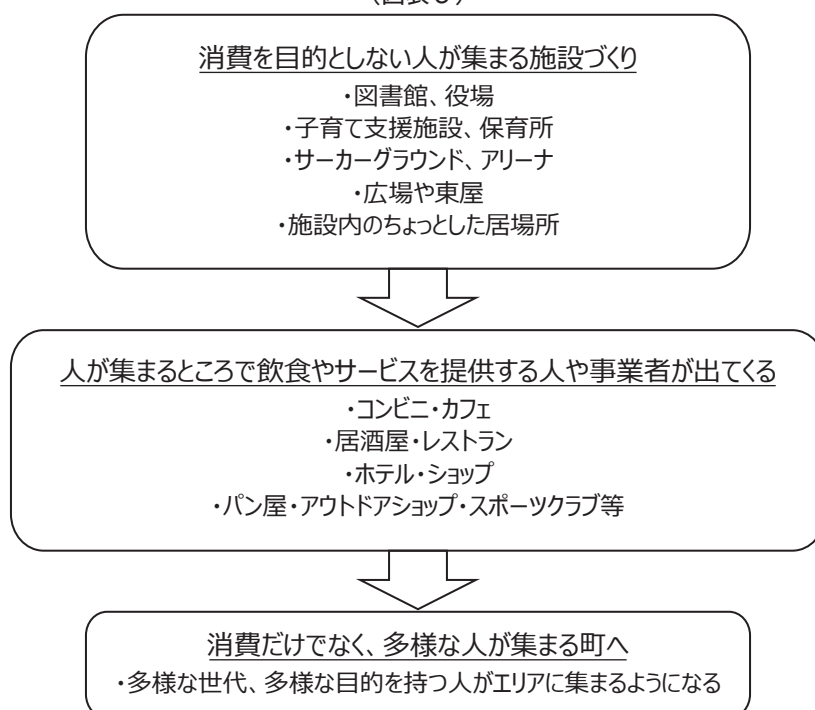 消費を目的としない人が集まる施設づくり
・図書館、役場
・子育て支援施設、保育所
・サーカーグラウンド、アリーナ
・広場や東屋
・施設内のちょっとした居場所
人が集まるところで飲食やサービスを提供する人や事業者が出てくる
・コンビニ・カフェ
・居酒屋・レストラン
・ホテル・ショップ
・パン屋・アウトドアショップ・スポーツクラブ等
消費だけでなく、多様な人が集まる町へ
・多様な世代、多様な目的を持つ人がエリアに集まるようになる